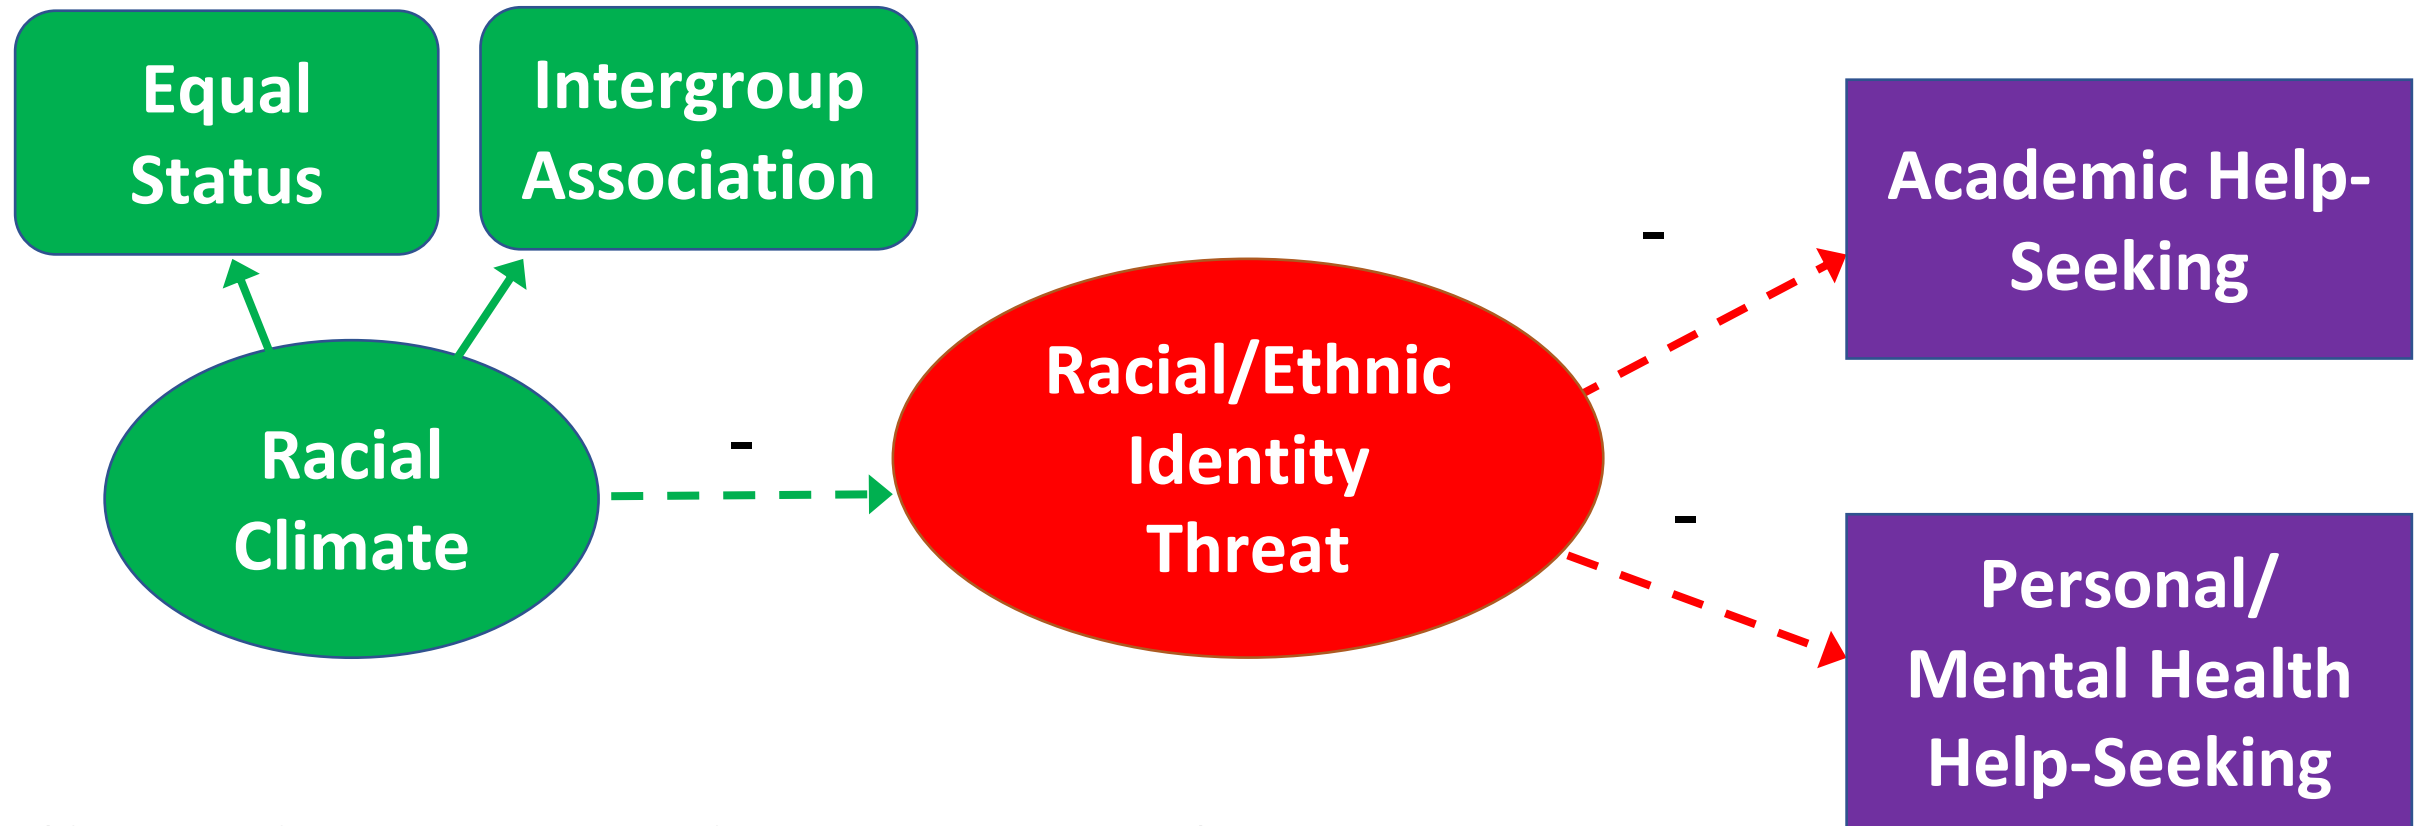 Equal
Status
Intergroup
Association
Racial
Climate
-
Racial/Ethnic
Identity
Threat
-
-
Academic Help-
Seeking
Personal/
Mental Health
Help-Seeking